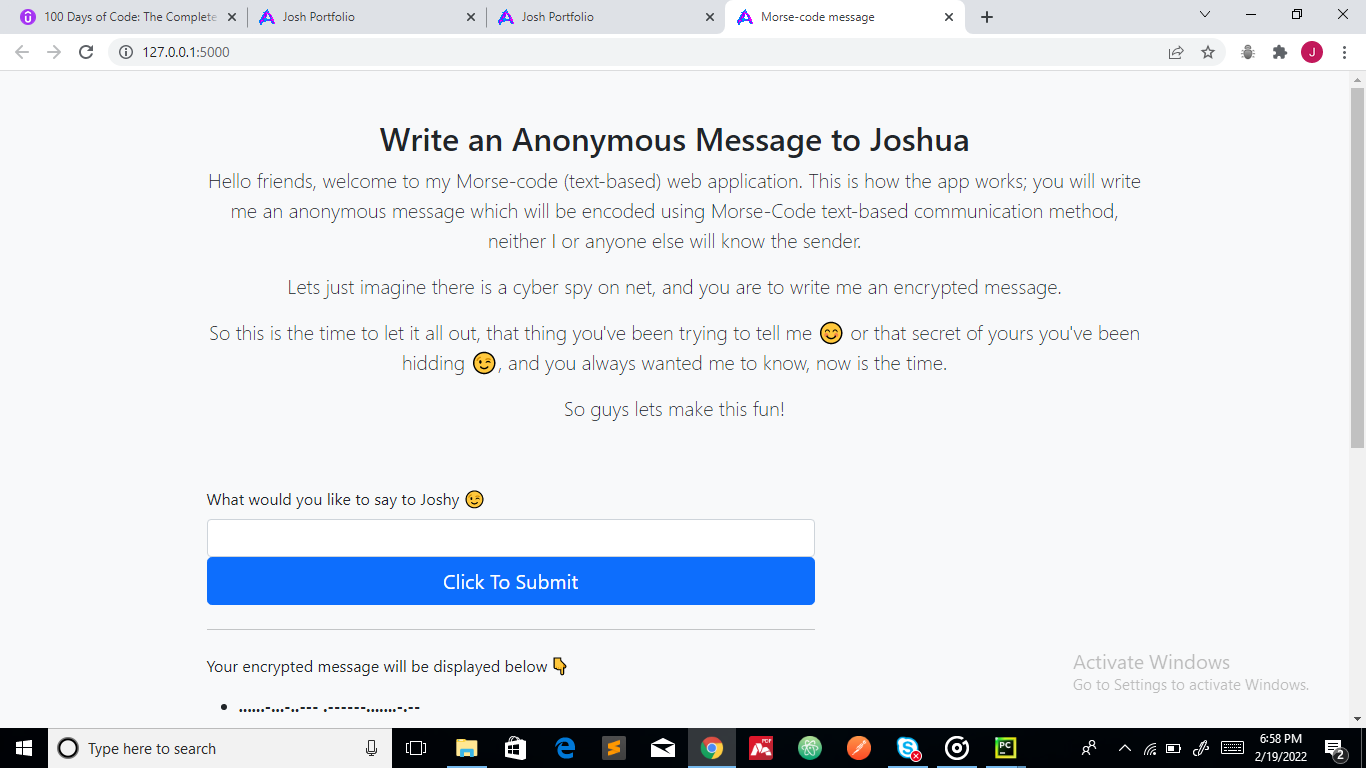 100 Days of Code: The Complete
Josh Portfolio
Josh Portfolio
Morse-code message
127.0.0.1:5000
J
Write an Anonymous Message to Joshua
Hello friends, welcome to my Morse-code (text-based) web application. This is how the app works; you will write
me an anonymous message which will be encoded using Morse-Code text-based communication method,
neither I or anyone else will know the sender.
Lets just imagine there is a cyber spy on net, and you are to write me an encrypted message.
So this is the time to let it all out, that thing you've been trying to tell me 😊 or that secret of yours you've been
hidding 😉, and you always wanted me to know, now is the time.
So guys lets make this fun!
What would you like to say to Joshy 😉
Click To Submit
Your encrypted message will be displayed below 👇
• ......-...-..--- .------.......-.--
Activate Windows
Go to Settings to activate Windows.
Type here to search
PDF
PC
6:58 PM
2/19/2022
2